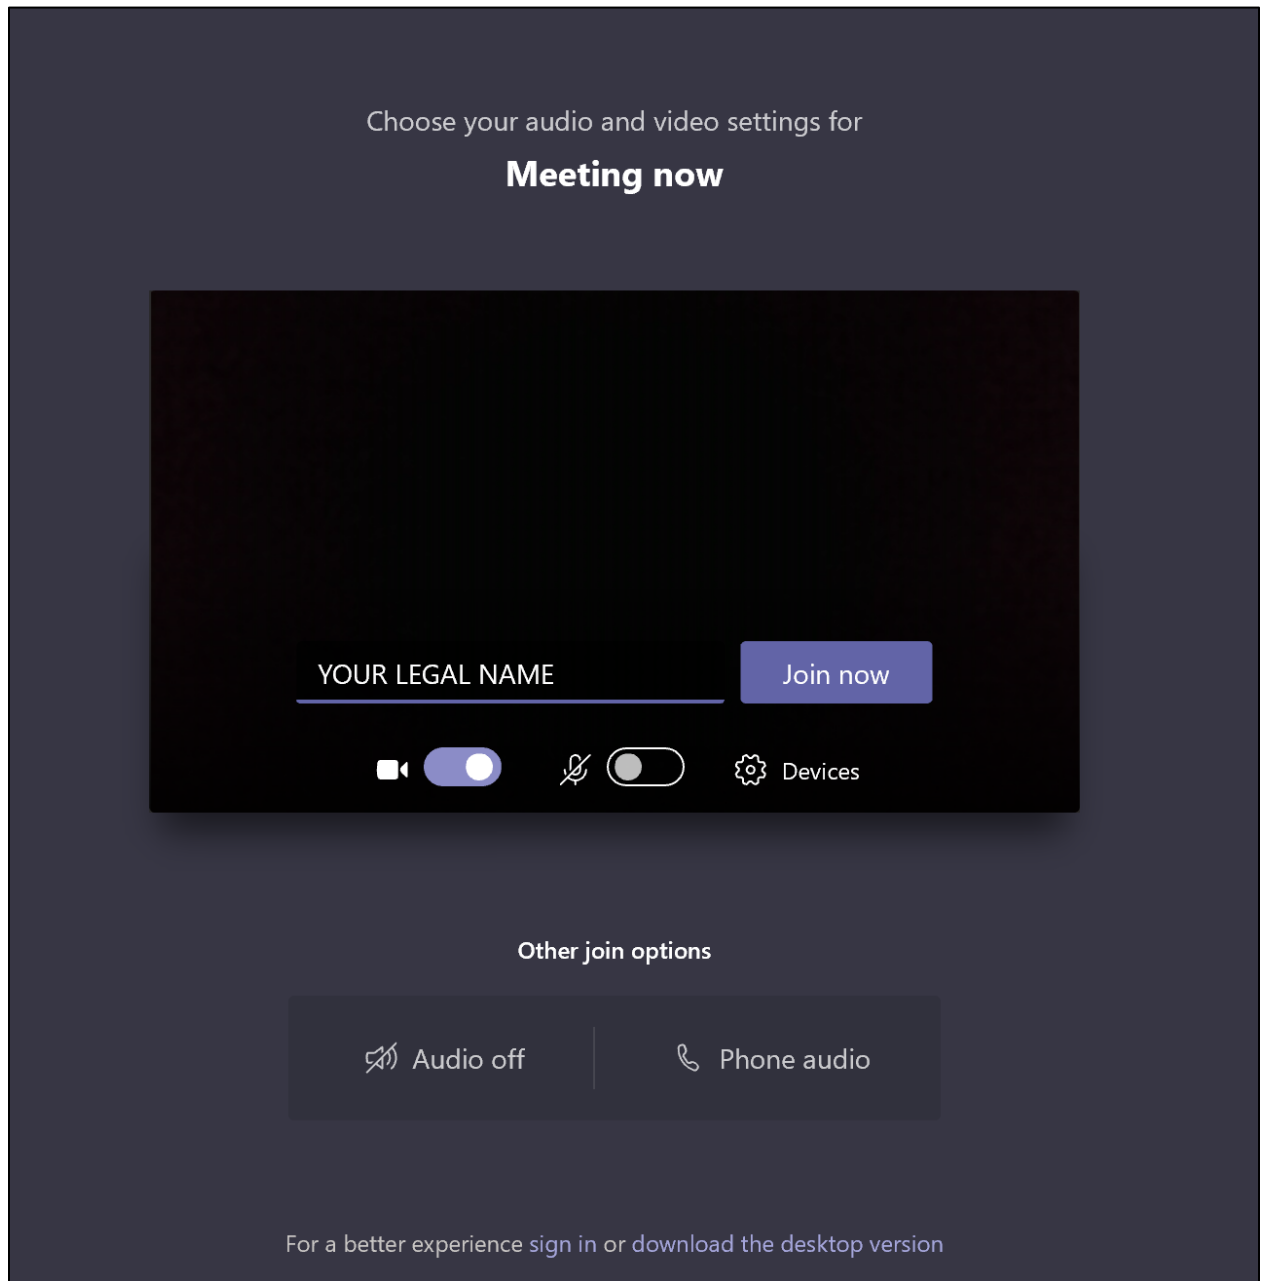 Choose your audio and video settings for
Meeting now
YOUR LEGAL NAME
Join now
Devices
Other join options
Audio off
Phone audio
For a better experience sign in or download the desktop version